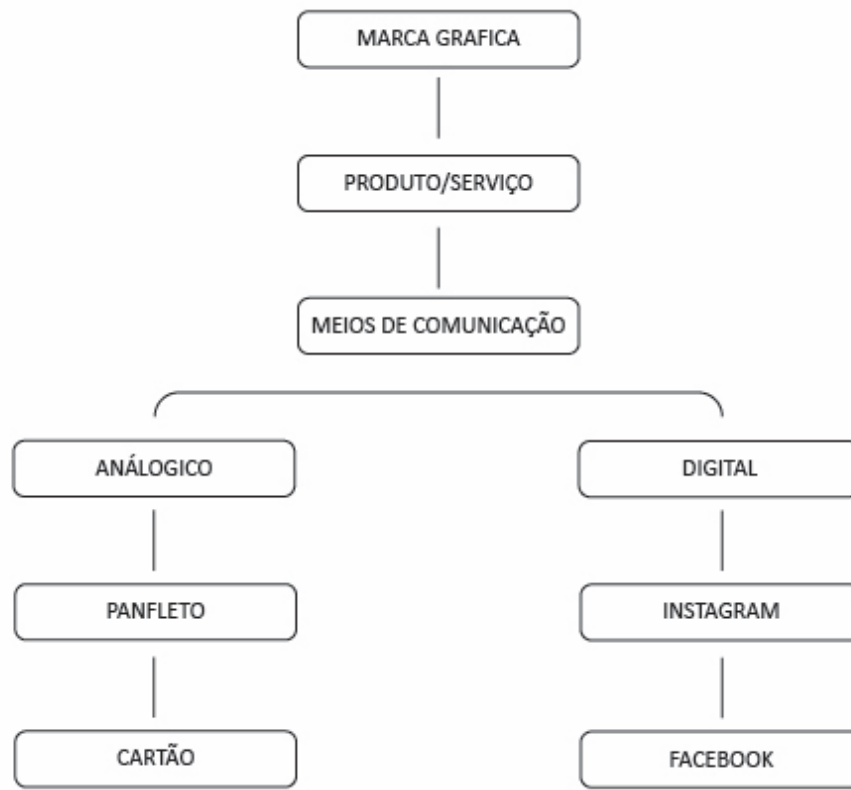 MARCA GRAFICA
PRODUTO/SERVIÇO
MEIOS DE COMUNICAÇÃO
ANÁLOGICO
DIGITAL
PANFLETO
INSTAGRAM
CARTÃO
FACEBOOK